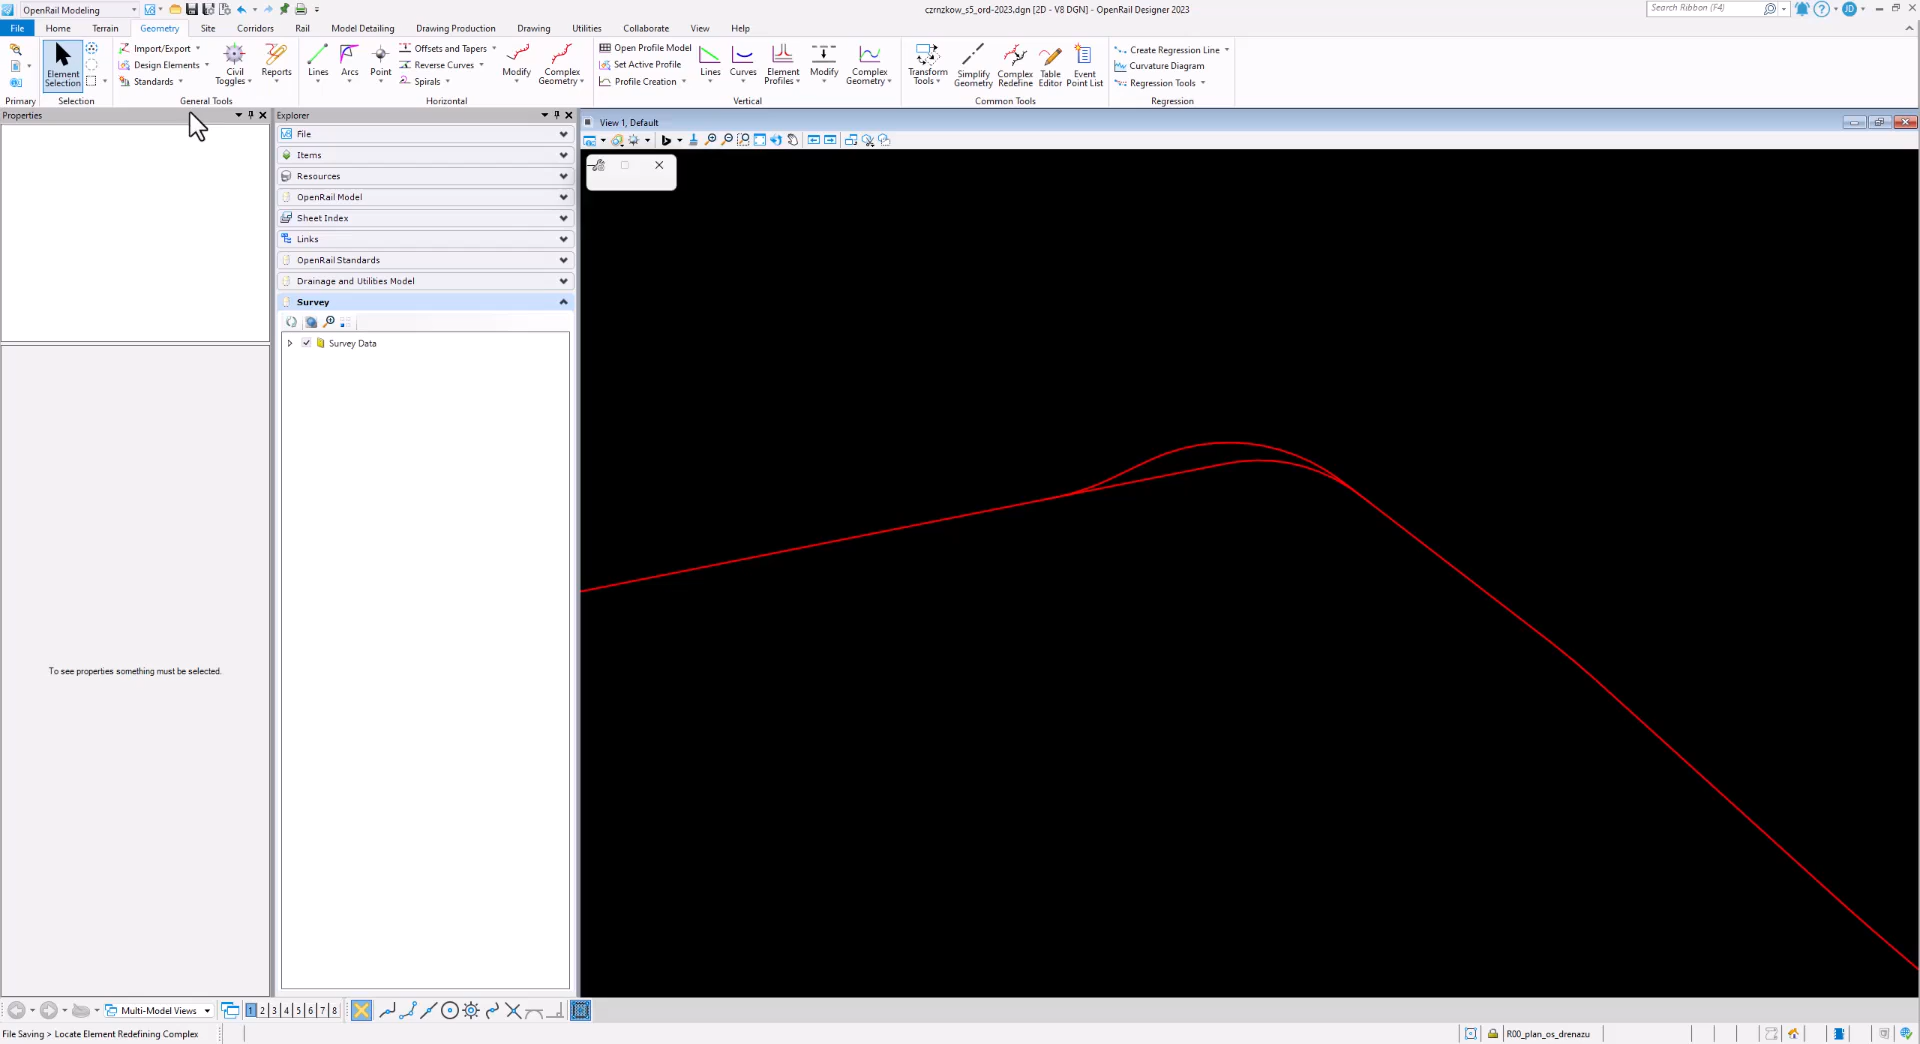 OpenRail Modeling
czrnzkow_s5_ord-2023.dgn [2D - V8 DGN] - OpenRail Designer 2023
Search Ribbon (F4)
JD
File Home Terrain Geometry Site Corridors Rail Model Detailing Drawing Production Drawing Utilities Collaborate View Help
Element Selection
Import/Export
Design Elements
Standards
Civil Toggles
Reports
Lines
Arcs
Point
Offsets and Tapers
Reverse Curves
Spirals
Modify
Complex Geometry
Open Profile Model
Set Active Profile
Profile Creation
Lines
Curves
Element Profiles
Modify
Complex Geometry
Transform Tools
Simplify Geometry
Complex Redefine
Table Editor
Event Point List
Create Regression Line
Curvature Diagram
Regression Tools
Primary Selection General Tools Horizontal Vertical Common Tools Regression
Properties
Explorer
View 1, Default
File
Items
Resources
OpenRail Model
Sheet Index
Links
OpenRail Standards
Drainage and Utilities Model
Survey
Survey Data
To see properties something must be selected.
Multi-Model Views
1 2 3 4 5 6 7 8
File Saving > Locate Element Redefining Complex
R00_plan_os_drenazu